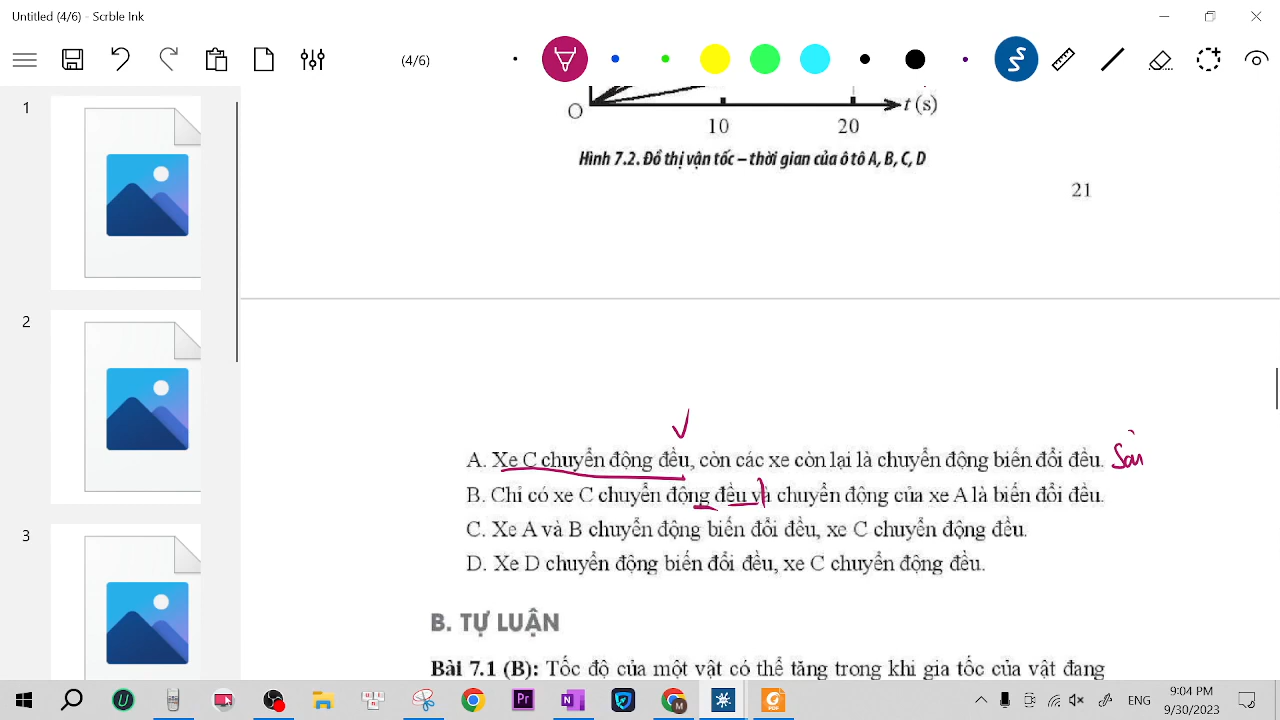 Untitled (4/6) - Scrble Ink
(4/6)
1
2
3
O
10
20
t (s)
Hình 7.2. Đồ thị vận tốc – thời gian của ô tô A, B, C, D
21
A. Xe C chuyển động đều, còn các xe còn lại là chuyển động biến đổi đều. Sai
B. Chỉ có xe C chuyển động đều và chuyển động của xe A là biến đổi đều.
C. Xe A và B chuyển động biến đổi đều, xe C chuyển động đều.
D. Xe D chuyển động biến đổi đều, xe C chuyển động đều.
B. TỰ LUẬN
Bài 7.1 (B): Tốc độ của một vật có thể tăng trong khi gia tốc của vật đang
ENG
9:04 PM
9/30/2023